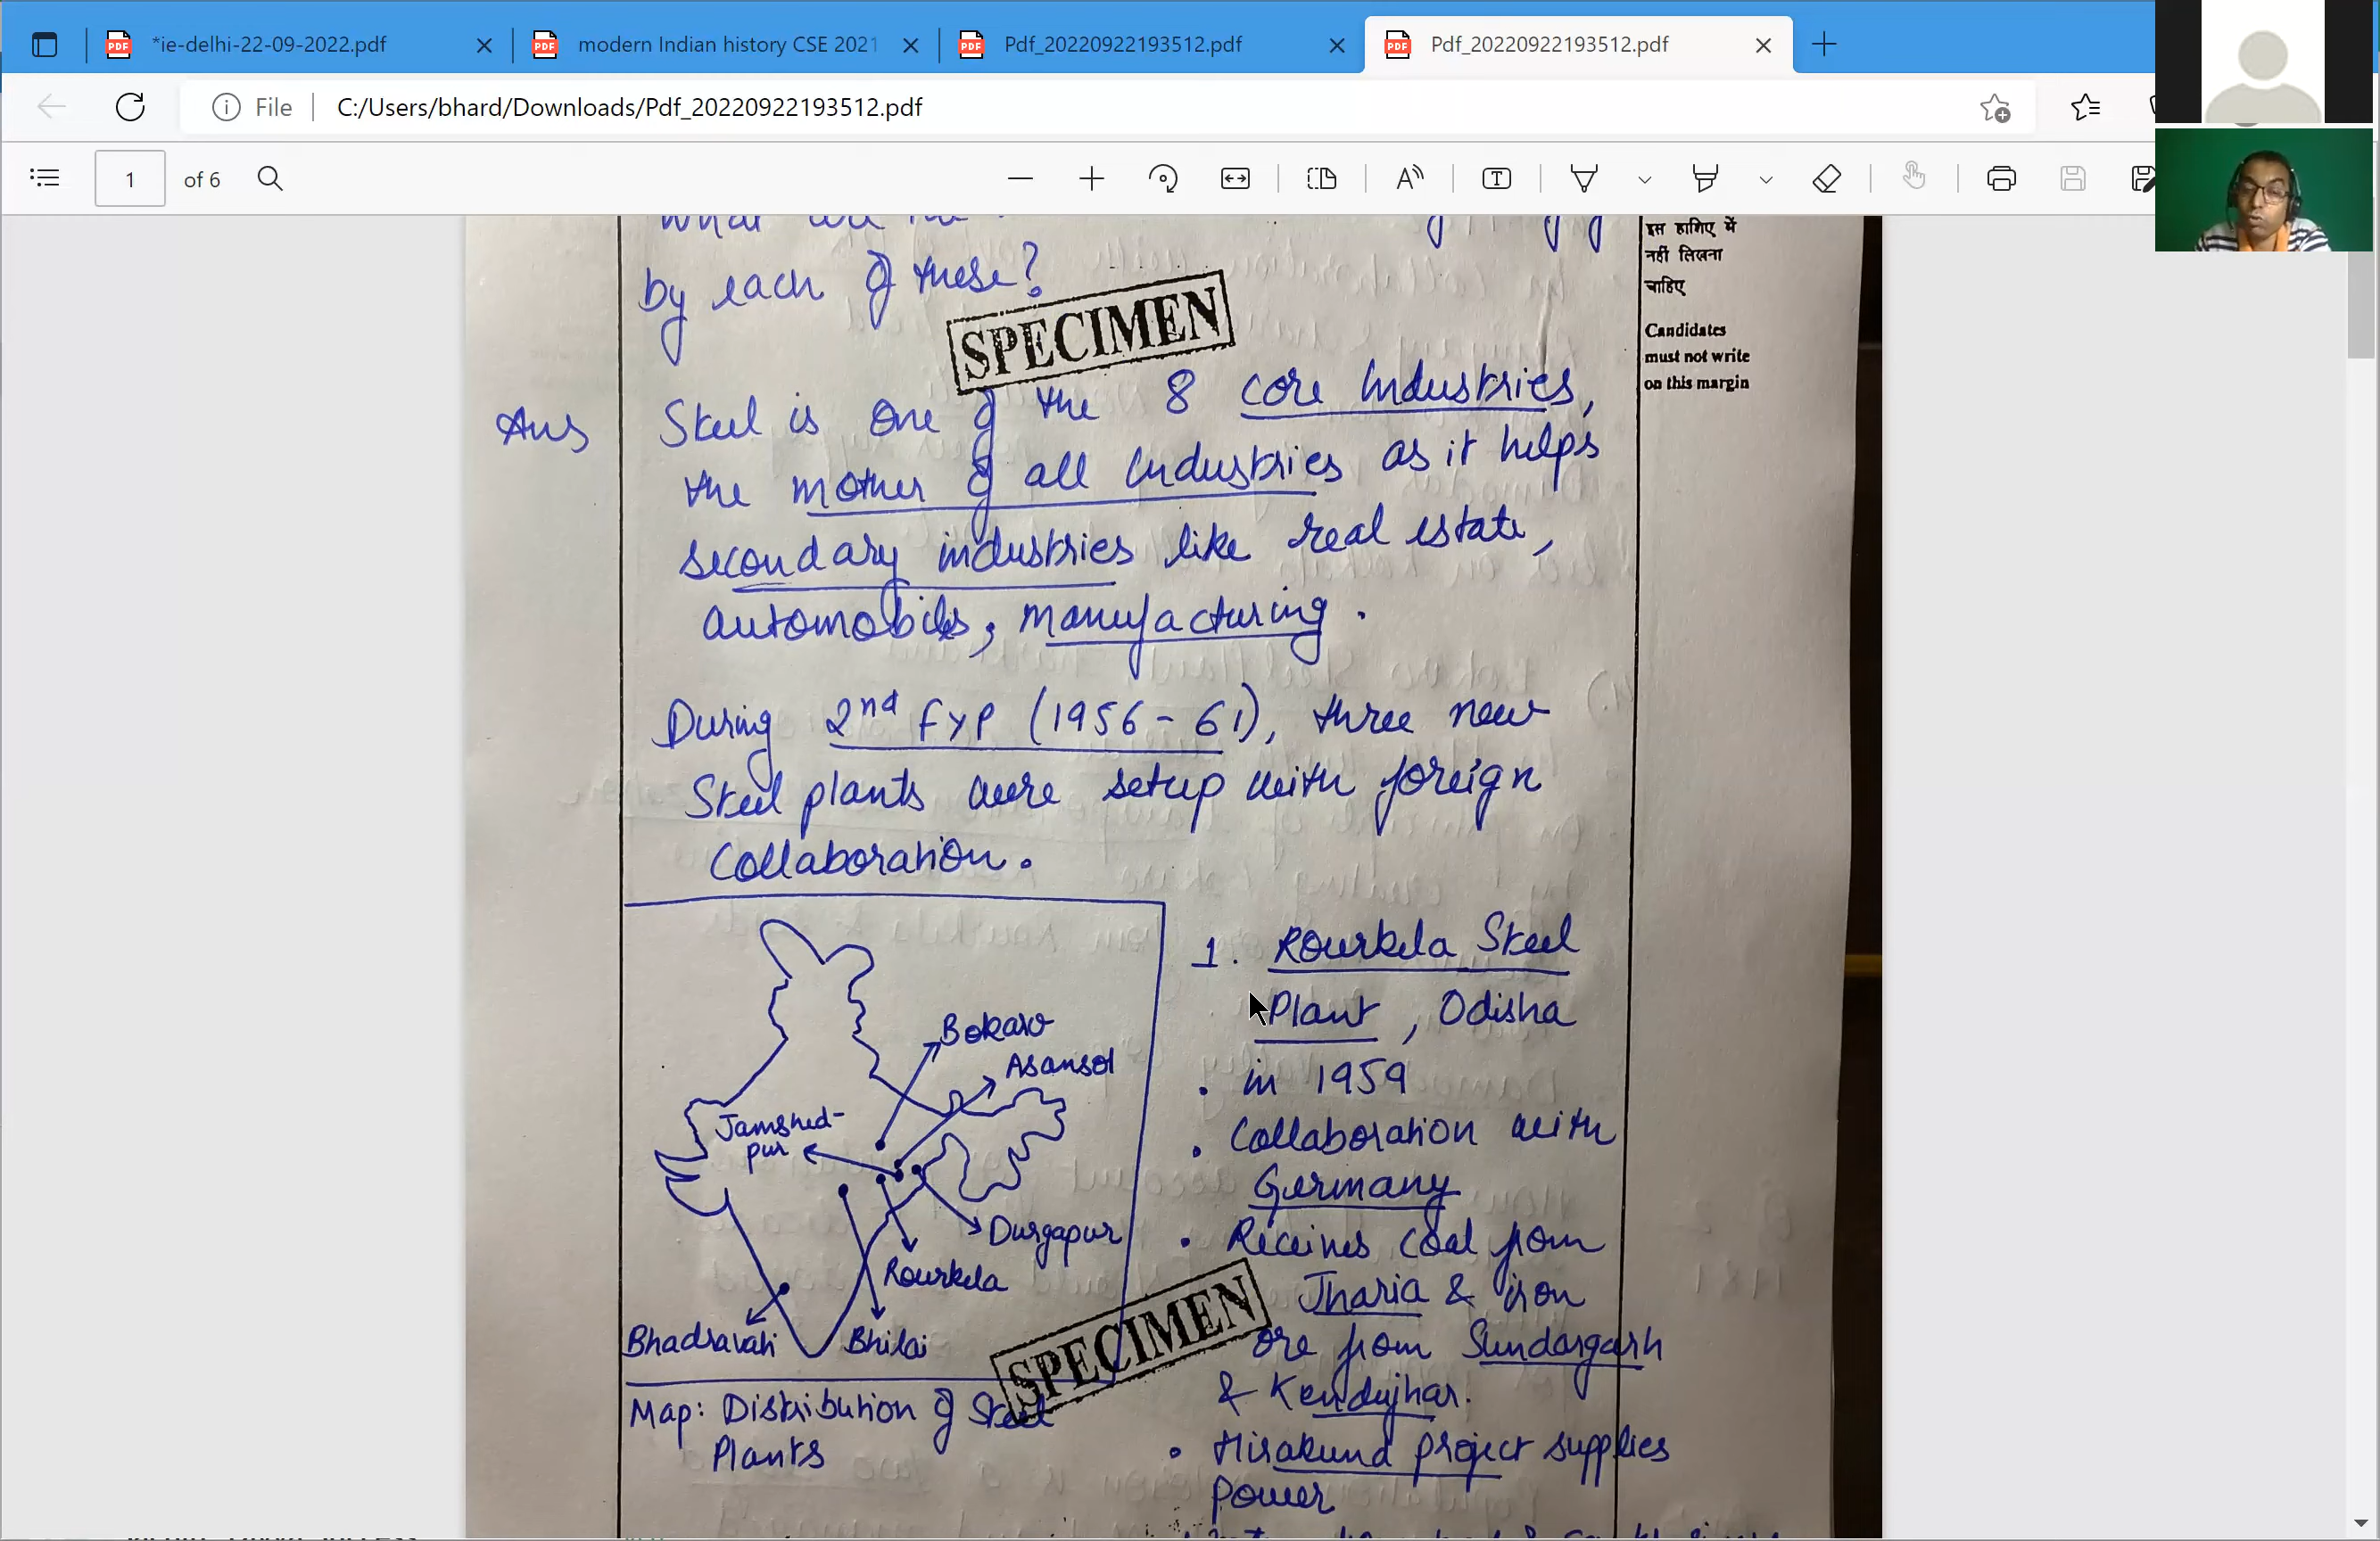 *ie-delhi-22-09-2022.pdf
modern Indian history CSE 2021
Pdf_20220922193512.pdf
Pdf_20220922193512.pdf
File
C:/Users/bhard/Downloads/Pdf_20220922193512.pdf
1 of 6
What are the
by each of these?
SPECIMEN
इस हाशिए में
नहीं लिखना
चाहिए
Candidates
must not write
on this margin
Ans Steel is one of the 8 core Industries,
the mother of all Industries as it helps
secondary industries like real estate,
automobiles, manufacturing.
During 2nd FYP (1956-61), three new
Steel plants were setup with foreign
Collaboration.
Bokaro
Asansol
Jamshed-
pur
Durgapur
Rourkela
Bhadravati
Bhilai
Map: Distribution of Steel
Plants
1. Rourkela Steel
Plant, Odisha
• in 1959
• Collaboration with
Germany
• Receives coal from
Jharia & iron
ore from Sundargarh
& Kendujhar.
• Hirakund project supplies
power
SPECIMEN